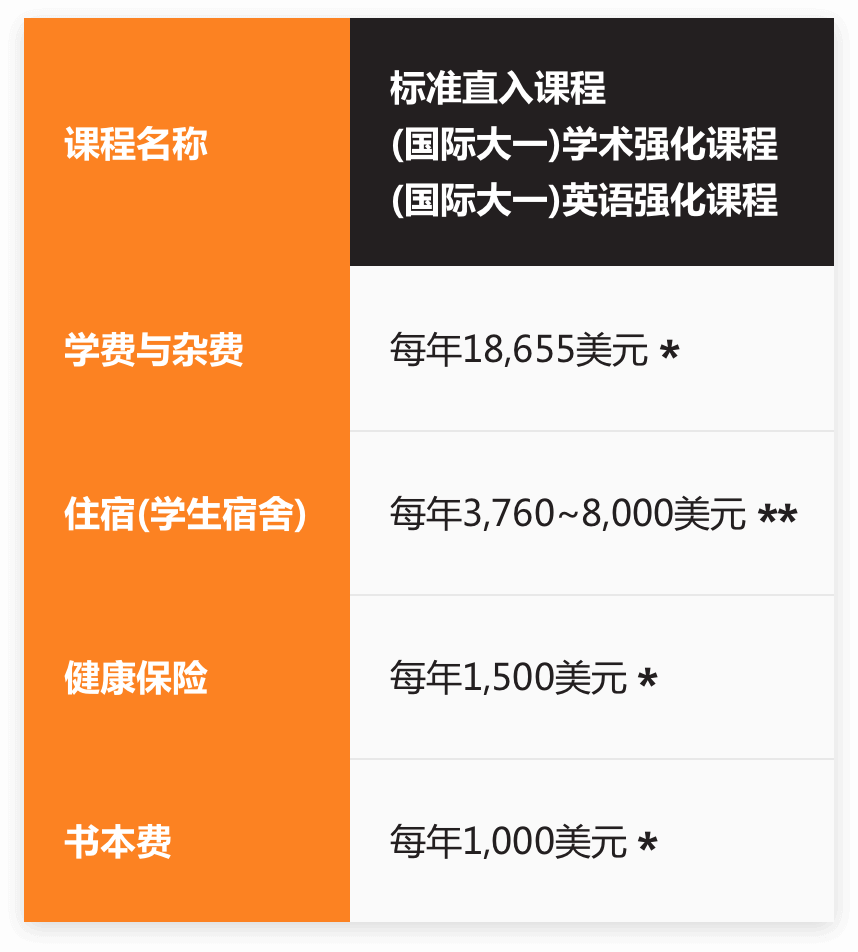 课程名称
标准直入课程
(国际大一)学术强化课程
(国际大一)英语强化课程
学费与杂费
每年18,655美元 *
住宿(学生宿舍)
每年3,760~8,000美元 **
健康保险
每年1,500美元 *
书本费
每年1,000美元 *